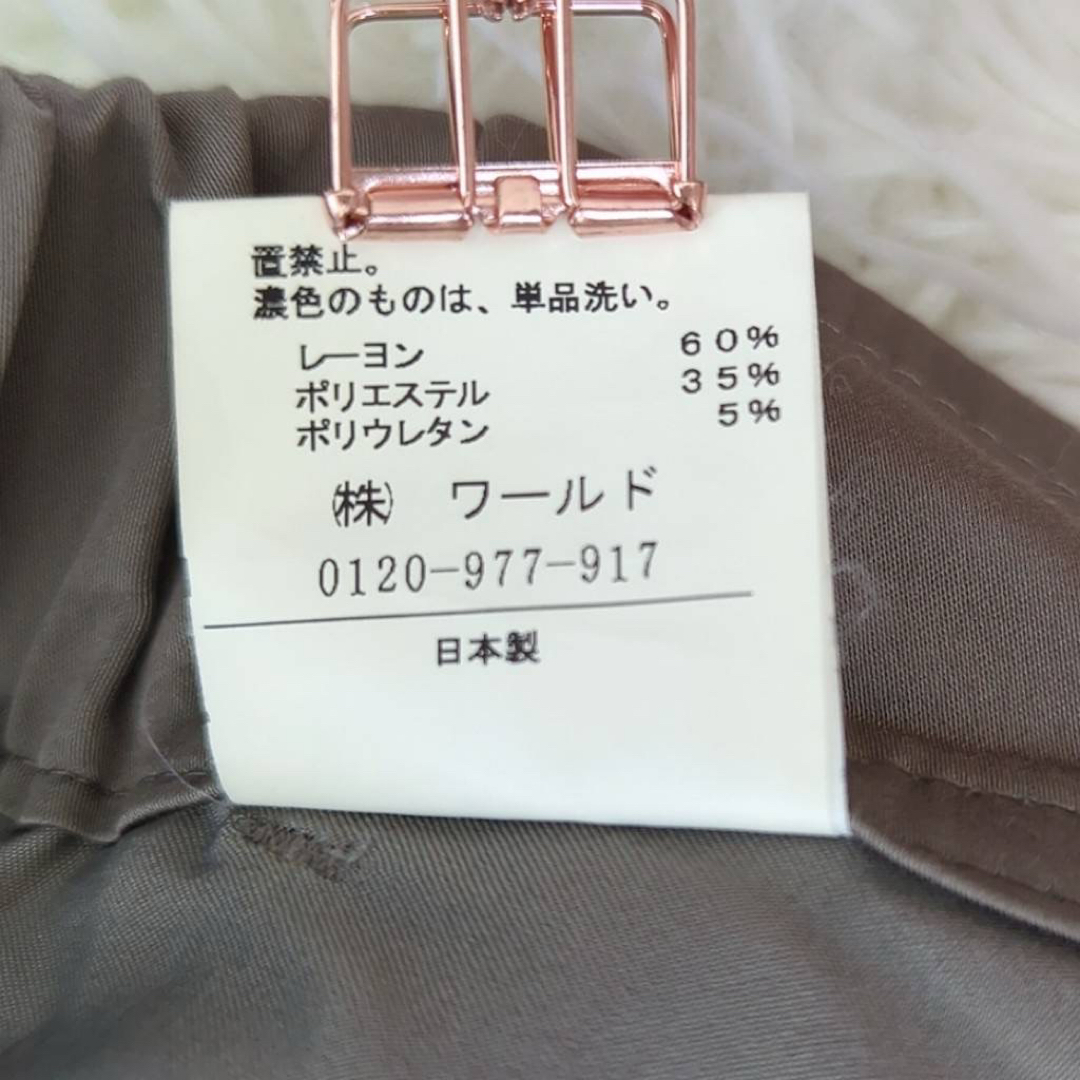 置禁止。
濃色のものは、単品洗い。
レーヨン 60%
ポリエステル 35%
ポリウレタン 5%
㈱ ワールド
0120-977-917
日本製